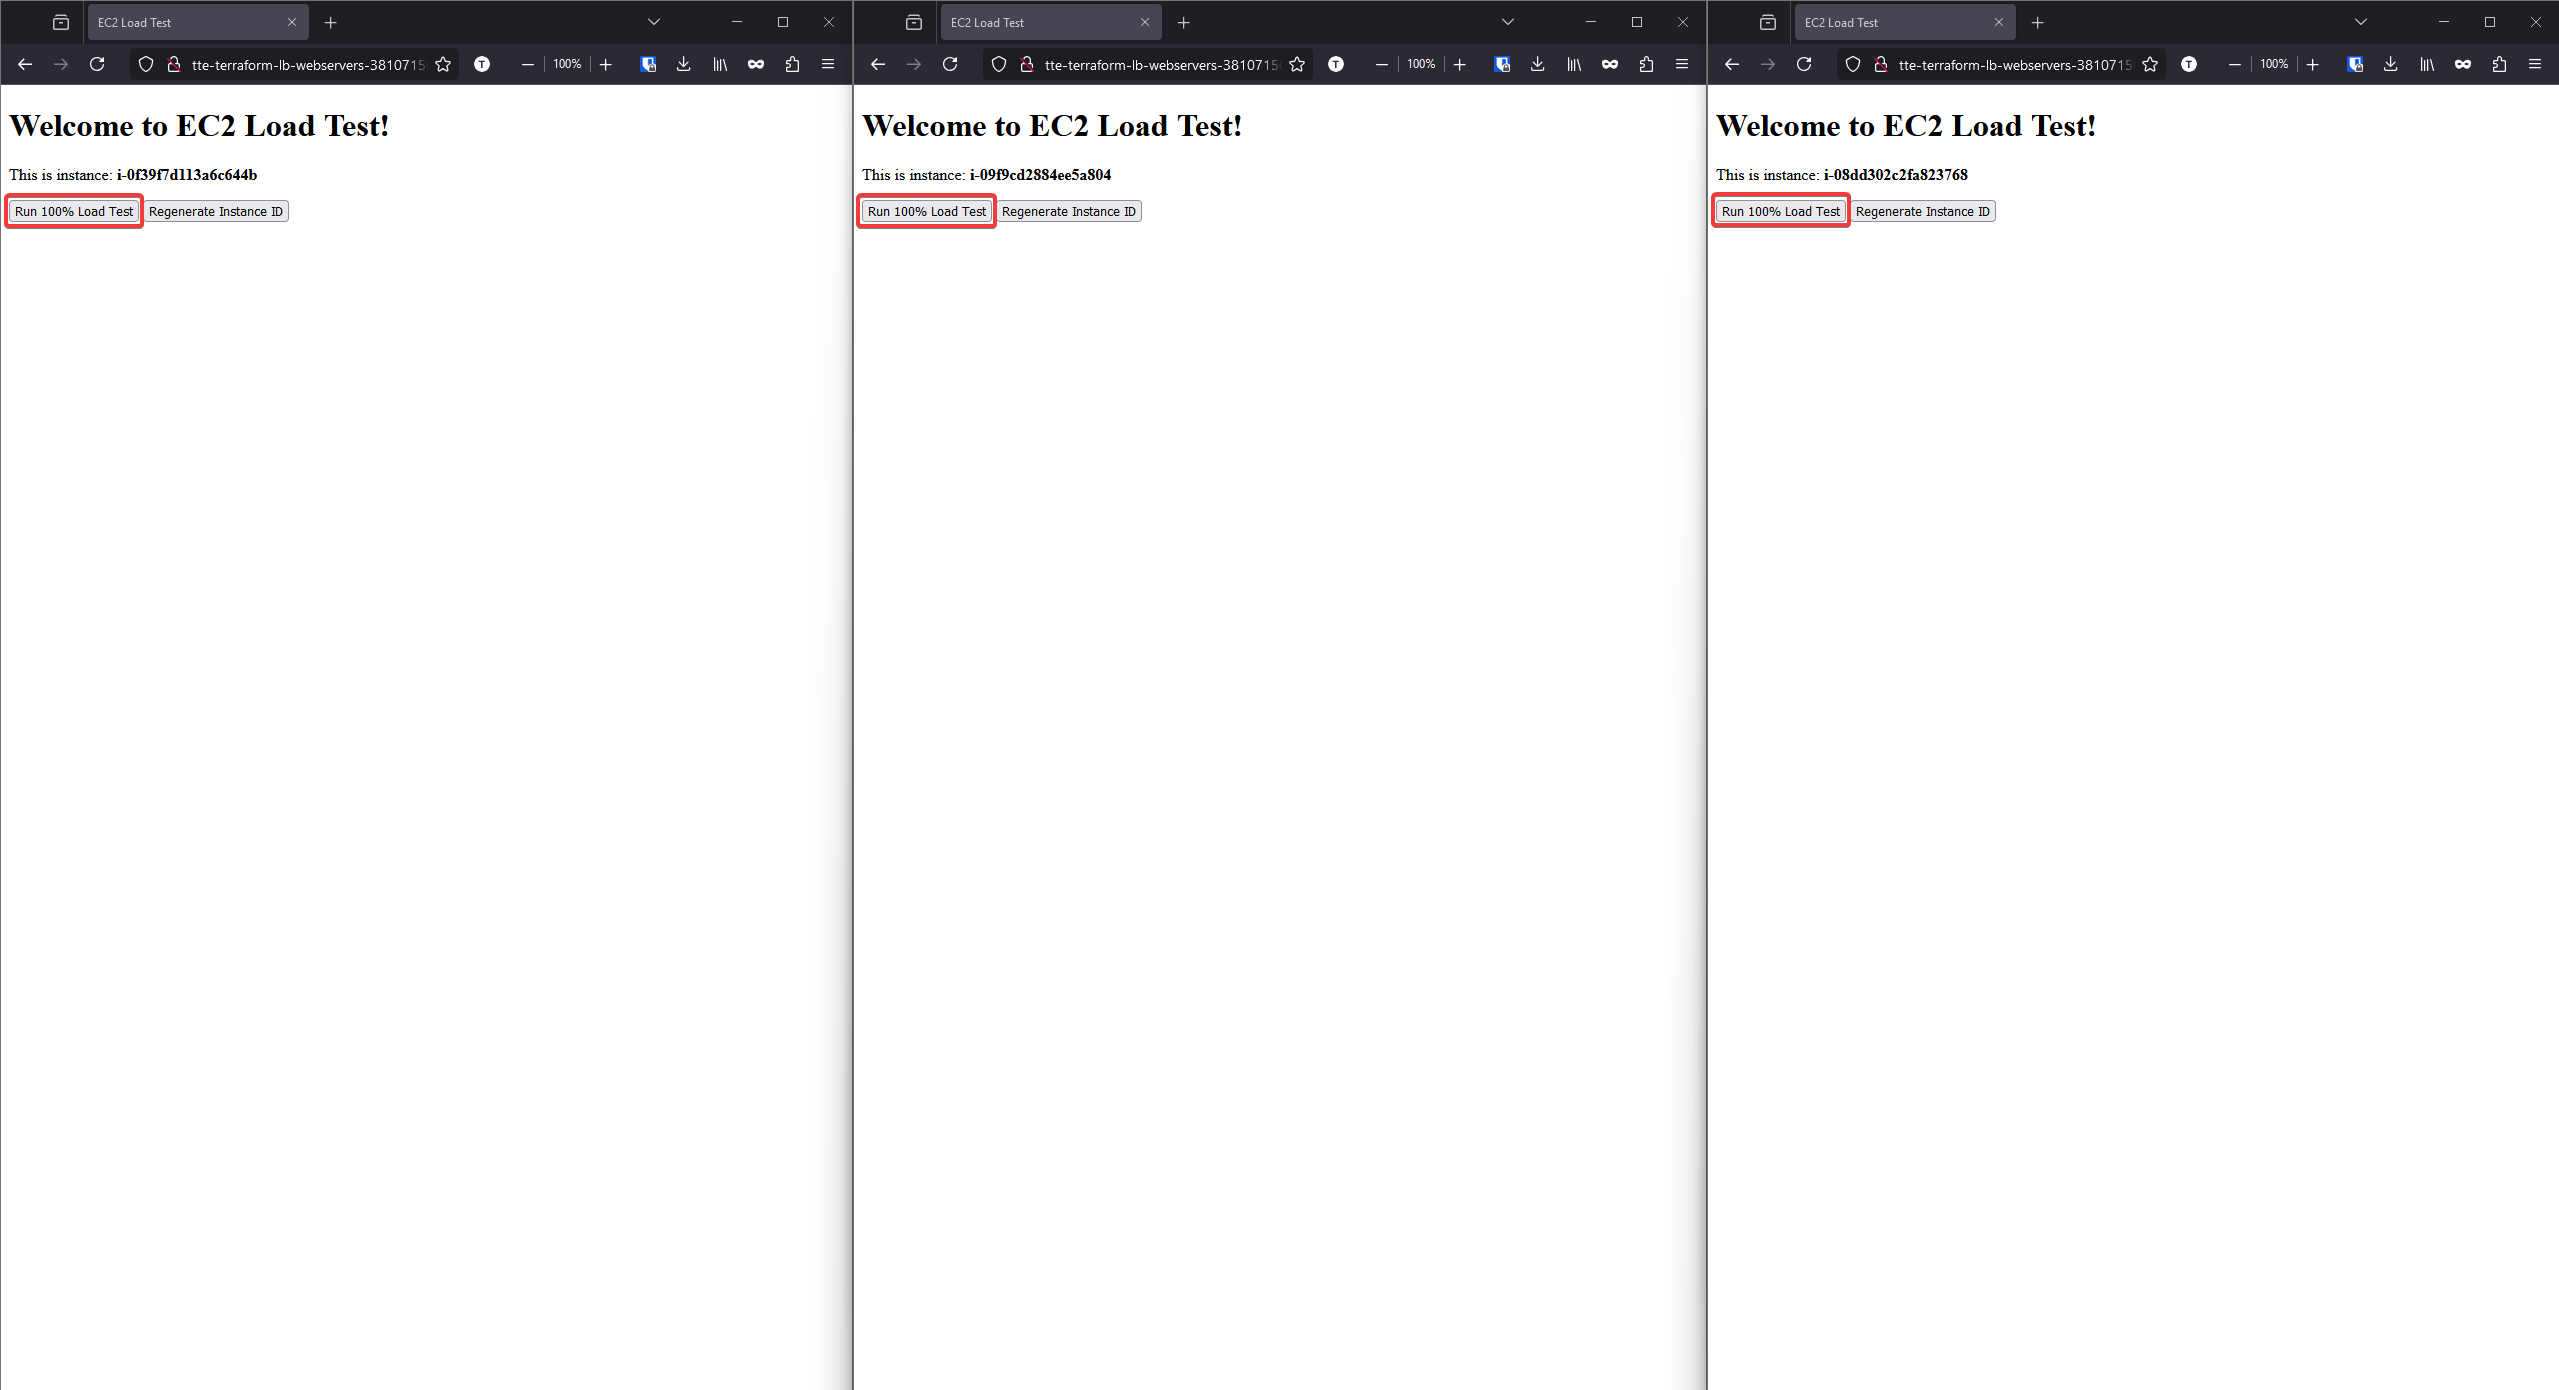 EC2 Load Test
tte-terraform-lb-webservers-3810715
100%
Welcome to EC2 Load Test!
This is instance: i-0f39f7d113a6c644b
Run 100% Load Test Regenerate Instance ID
EC2 Load Test
tte-terraform-lb-webservers-3810715
100%
Welcome to EC2 Load Test!
This is instance: i-09f9cd2884ee5a804
Run 100% Load Test Regenerate Instance ID
EC2 Load Test
tte-terraform-lb-webservers-3810715
100%
Welcome to EC2 Load Test!
This is instance: i-08dd302c2fa823768
Run 100% Load Test Regenerate Instance ID